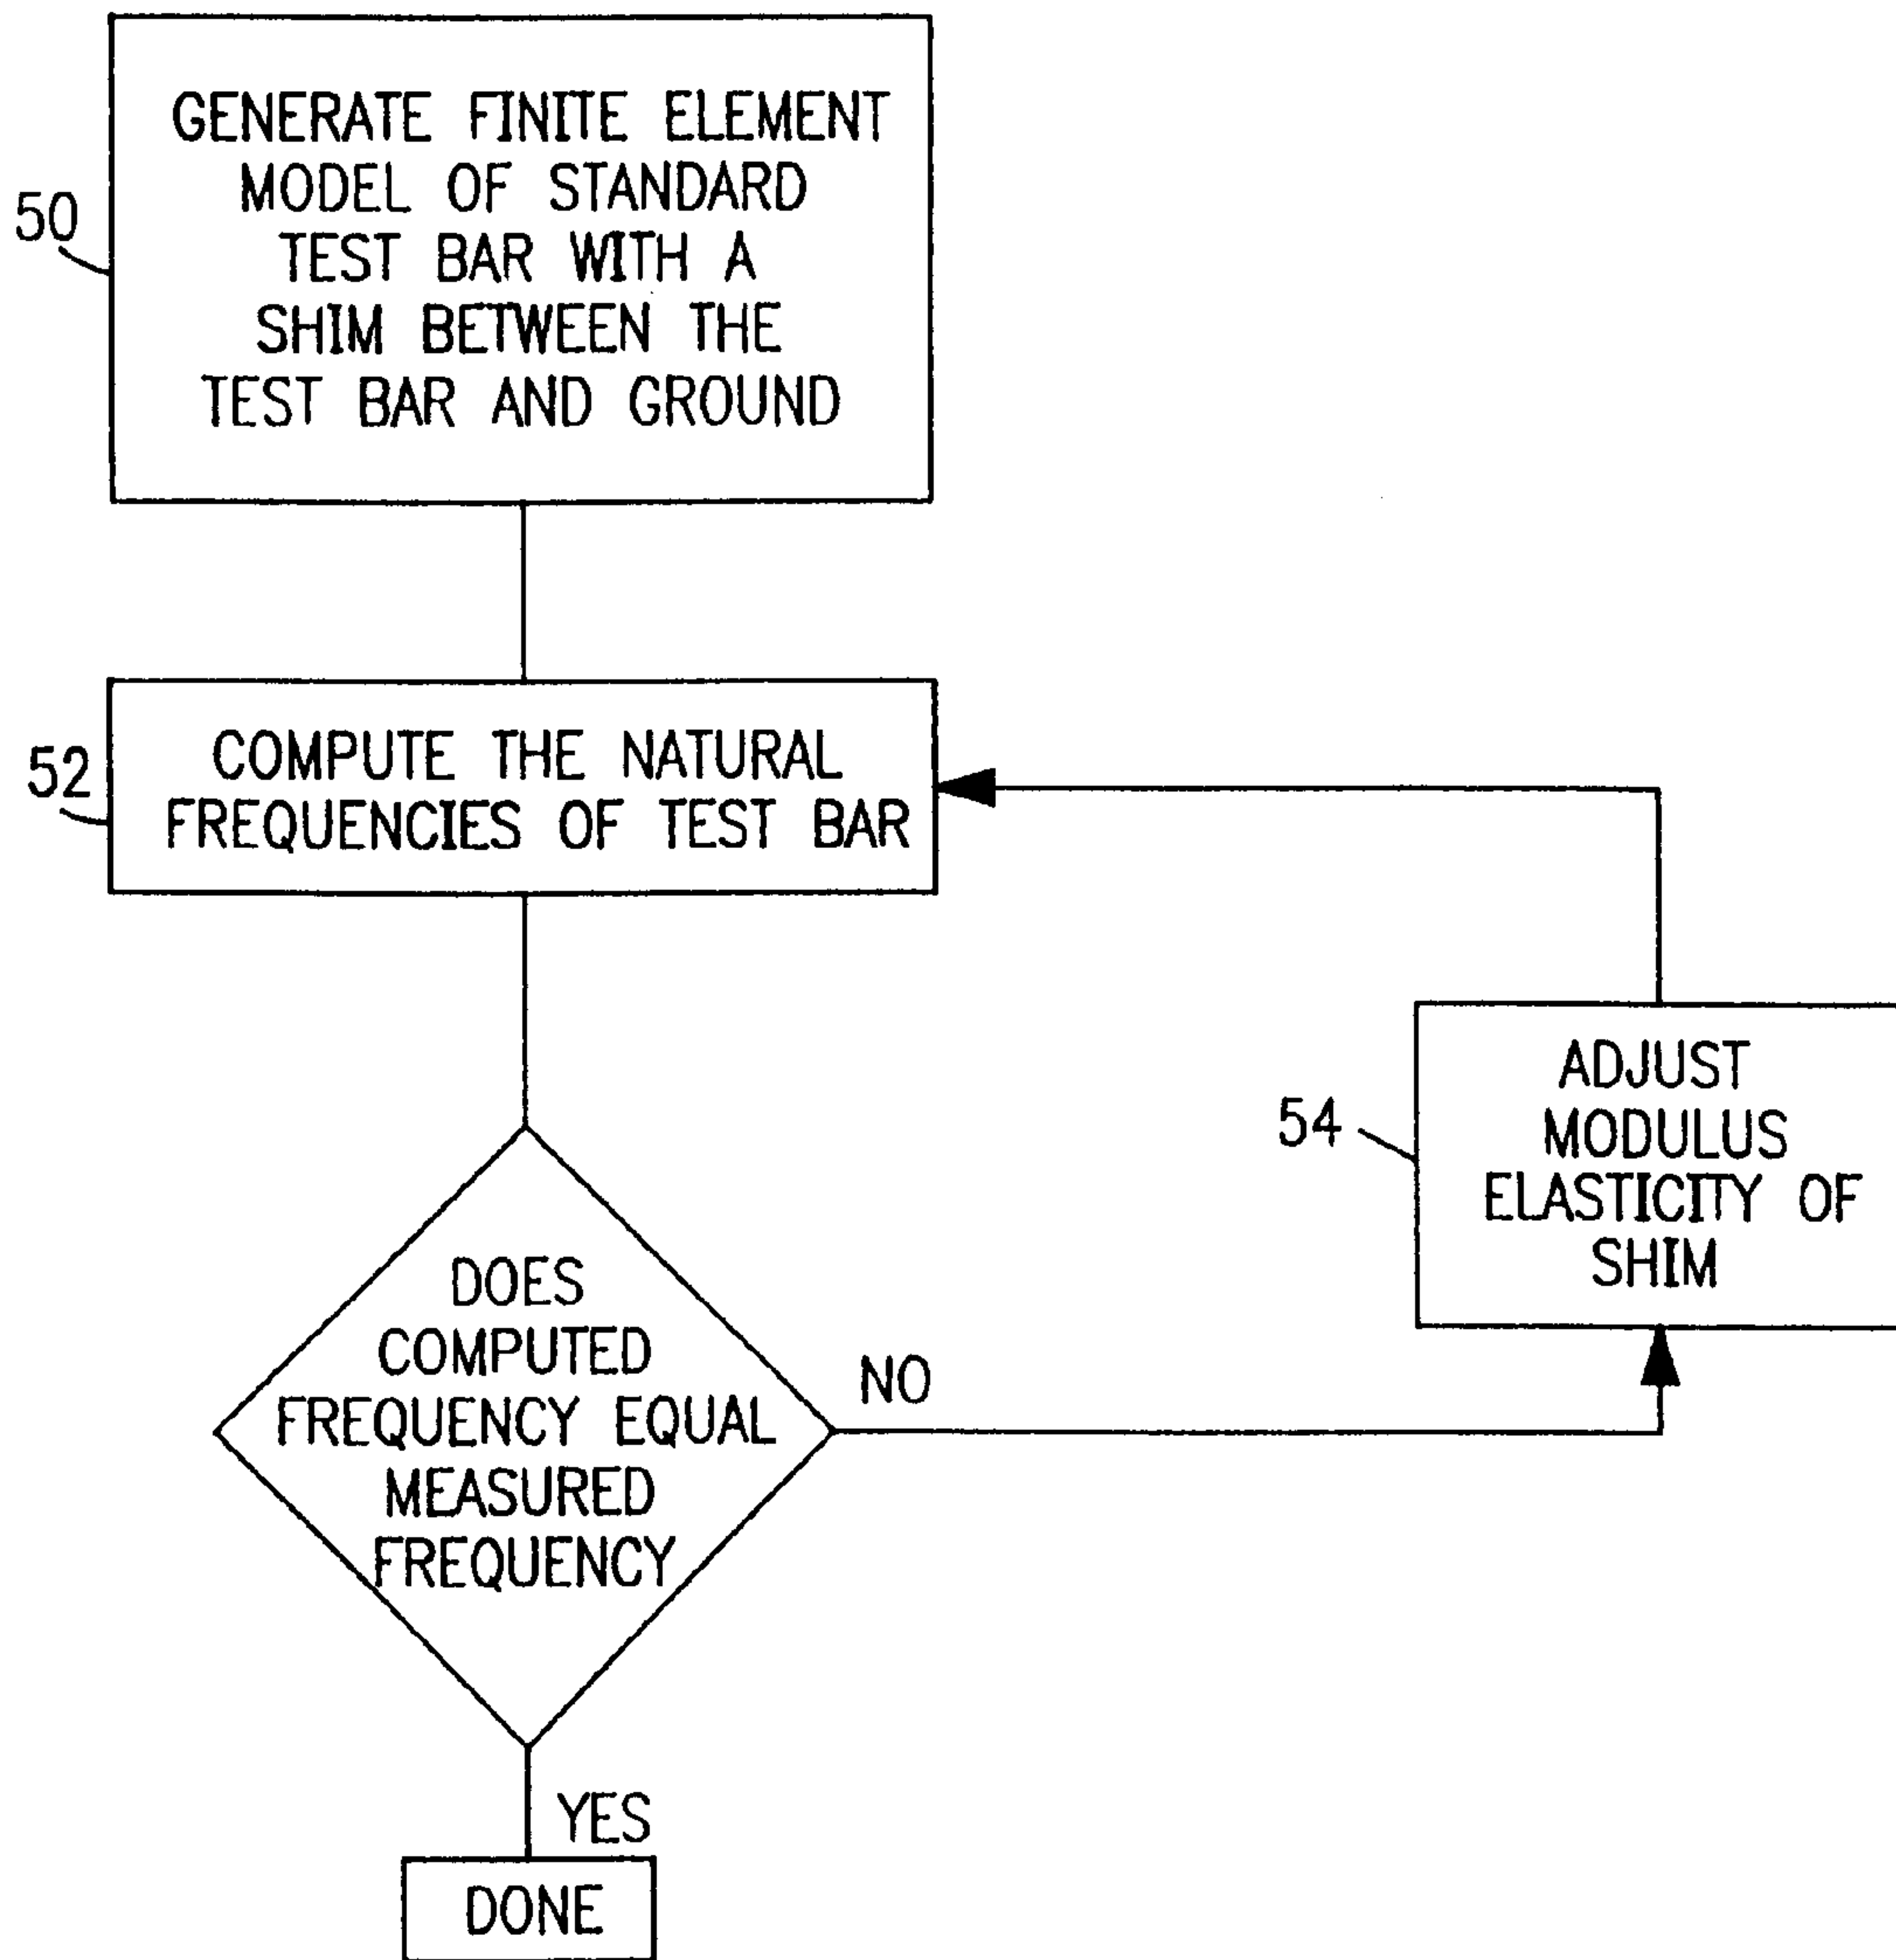 GENERATE FINITE ELEMENT
MODEL OF STANDARD
TEST BAR WITH A
SHIM BETWEEN THE
TEST BAR AND GROUND
50
COMPUTE THE NATURAL
FREQUENCIES OF TEST BAR
52
ADJUST
MODULUS
ELASTICITY OF
SHIM
54
DOES
COMPUTED
FREQUENCY EQUAL
MEASURED
FREQUENCY
NO
YES
DONE